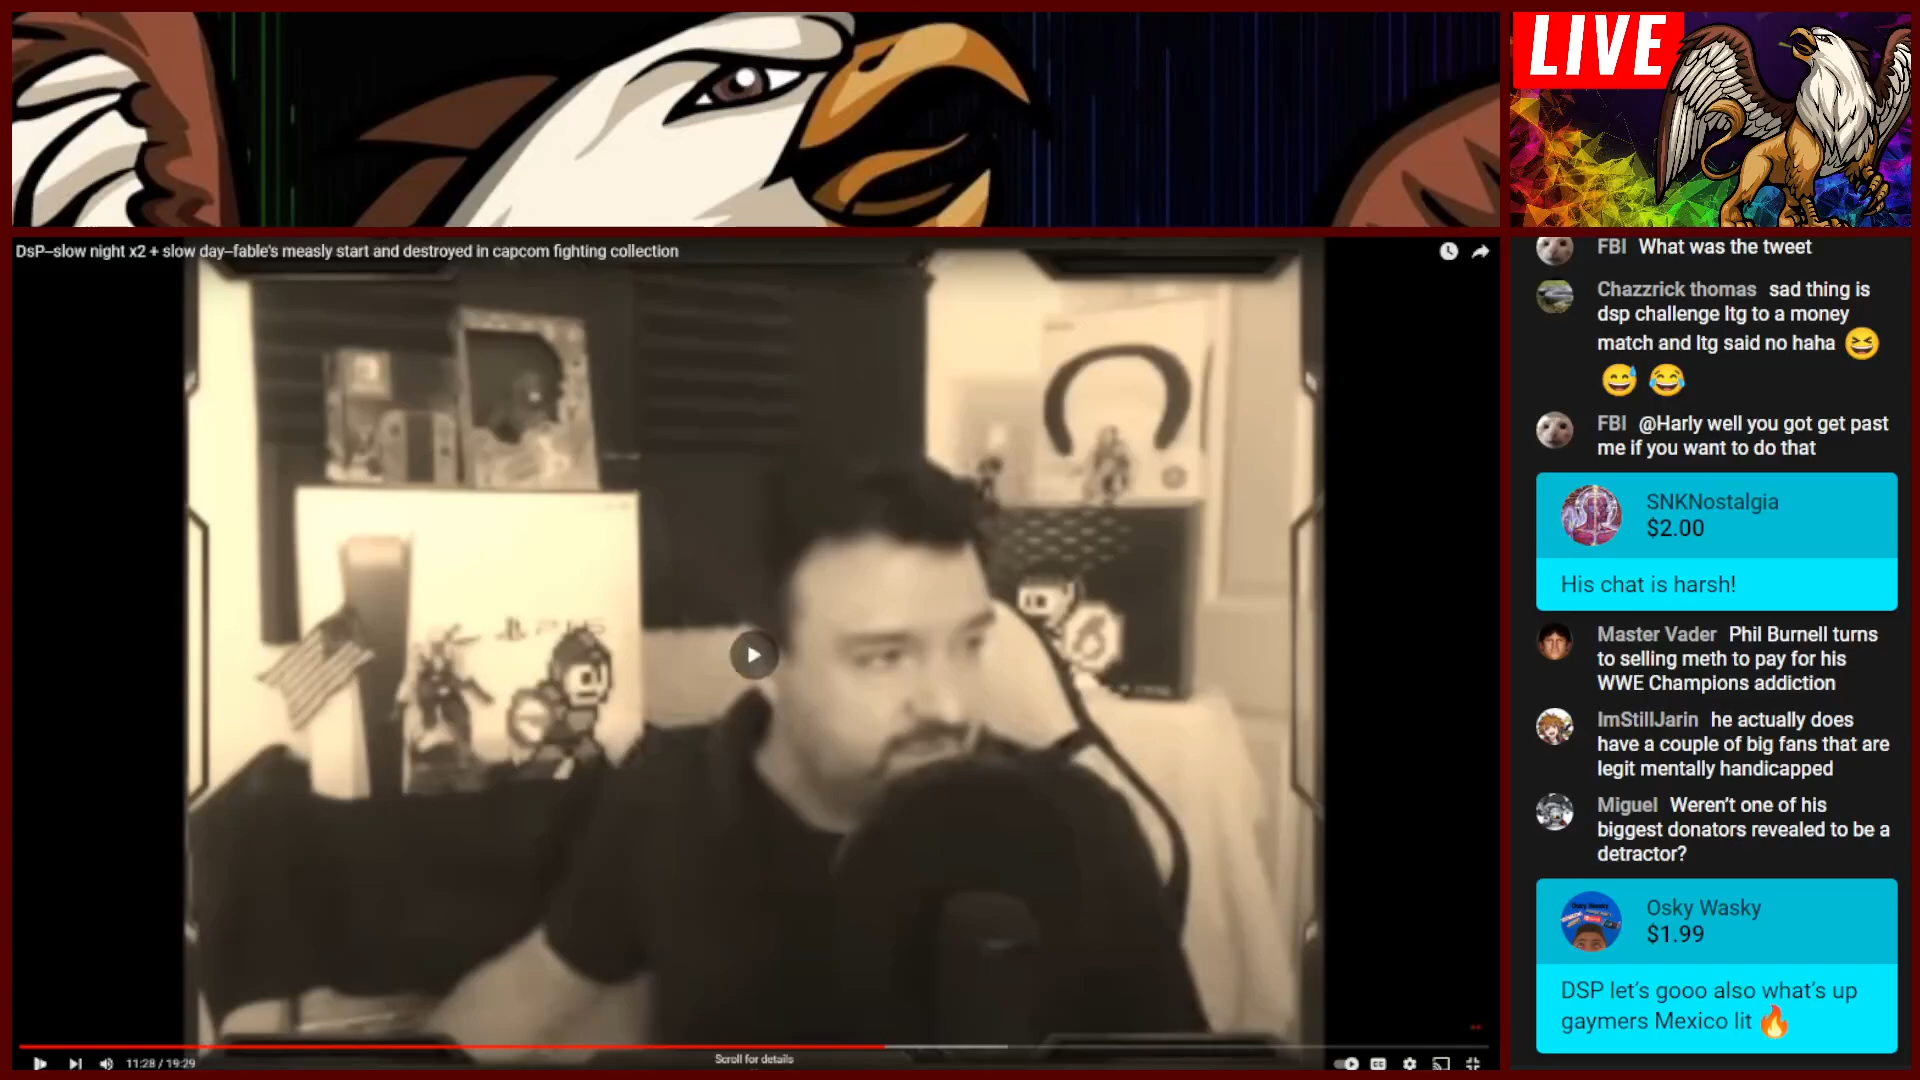 LIVE
DsP--slow night x2 + slow day--fable's measly start and destroyed in capcom fighting collection
FBI What was the tweet
Chazzrick thomas sad thing is
dsp challenge ltg to a money
match and ltg said no haha 😆
😅 😂
FBI @Harly well you got get past
me if you want to do that
SNKNostalgia
$2.00
His chat is harsh!
Master Vader Phil Burnell turns
to selling meth to pay for his
WWE Champions addiction
ImStillJarin he actually does
have a couple of big fans that are
legit mentally handicapped
Miguel Weren't one of his
biggest donators revealed to be a
detractor?
Osky Wasky
$1.99
DSP let's gooo also what's up
gaymers Mexico lit 🔥
11:28 / 19:29
Scroll for details